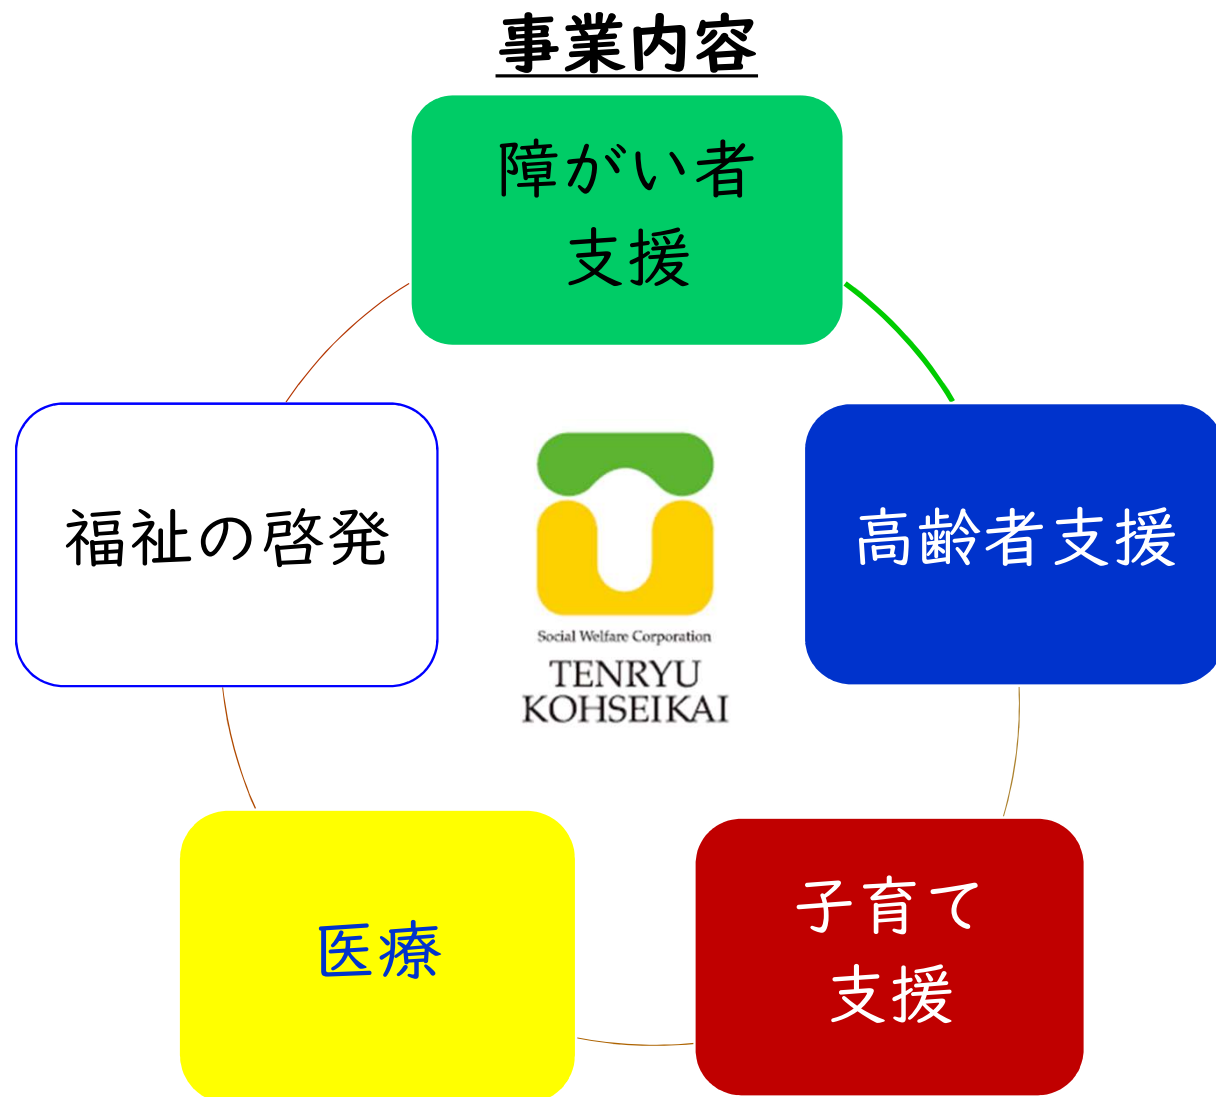 事業内容
障がい者
支援
高齢者支援
子育て
支援
医療
福祉の啓発
Social Welfare Corporation
TENRYU
KOHSEIKAI